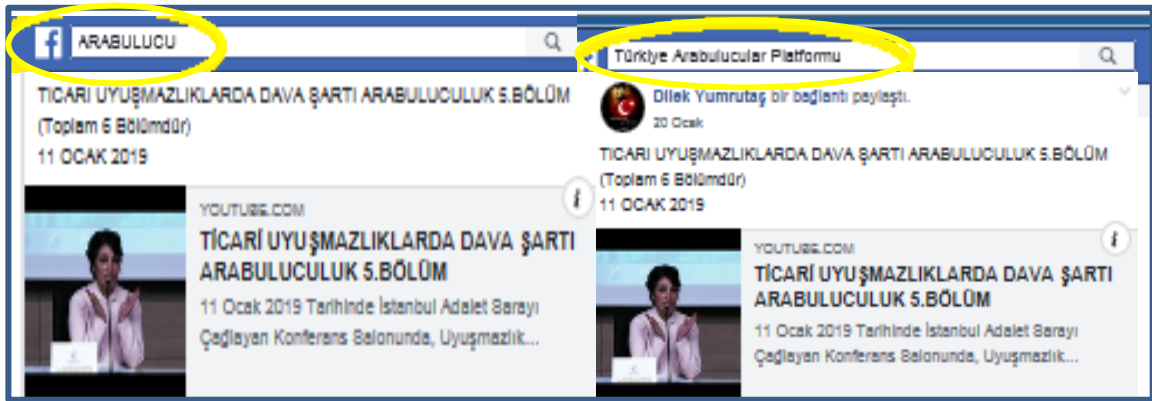 f ARABULUCU
TİCARİ UYUŞMAZLIKLARDA DAVA ŞARTI ARABULUCULUK 5.BÖLÜM
(Toplam 6 Bölümdür)
11 OCAK 2019
YOUTUBE.COM
TİCARİ UYUŞMAZLIKLARDA DAVA ŞARTI
ARABULUCULUK 5.BÖLÜM
11 Ocak 2019 Tarihinde İstanbul Adalet Sarayı
Çağlayan Konferans Salonunda, Uyuşmazlık...
Türkiye Arabulucular Platformu
Dilek Yumrutaş bir bağlantı paylaştı.
20 Ocak
TİCARİ UYUŞMAZLIKLARDA DAVA ŞARTI ARABULUCULUK 5.BÖLÜM
(Toplam 6 Bölümdür)
11 OCAK 2019
YOUTUBE.COM
TİCARİ UYUŞMAZLIKLARDA DAVA ŞARTI
ARABULUCULUK 5.BÖLÜM
11 Ocak 2019 Tarihinde İstanbul Adalet Sarayı
Çağlayan Konferans Salonunda, Uyuşmazlık...